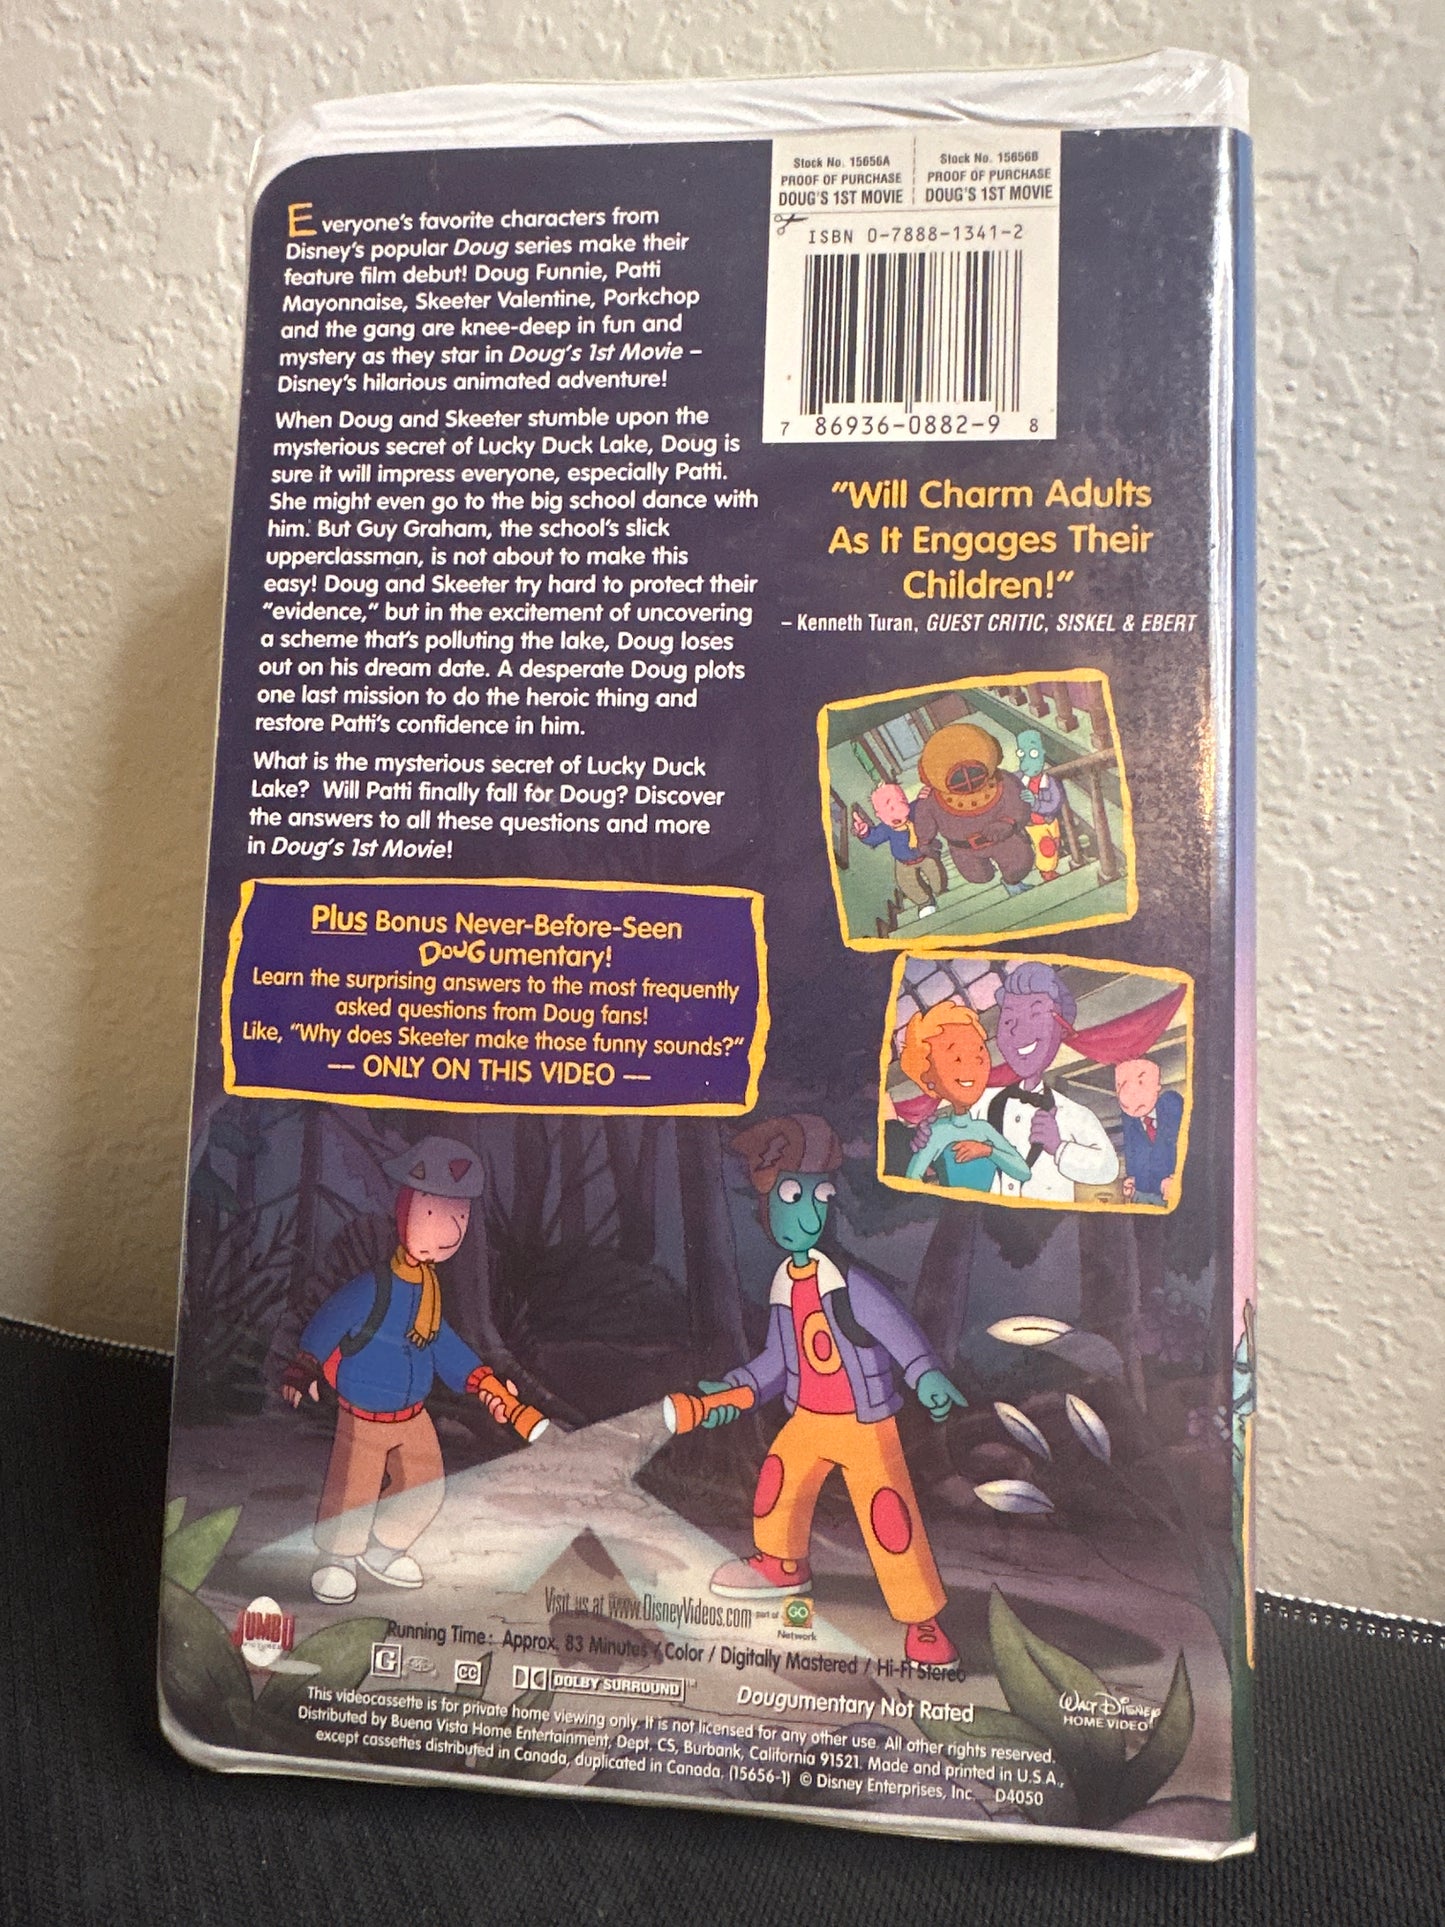 Everyone's favorite characters from
Disney's popular Doug series make their
feature film debut! Doug Funnie, Patti
Mayonnaise, Skeeter Valentine, Porkchop
and the gang are knee-deep in fun and
mystery as they star in Doug's 1st Movie –
Disney's hilarious animated adventure!
When Doug and Skeeter stumble upon the
mysterious secret of Lucky Duck Lake, Doug is
sure it will impress everyone, especially Patti.
She might even go to the big school dance with
him. But Guy Graham, the school's slick
upperclassman, is not about to make this
easy! Doug and Skeeter try hard to protect their
"evidence," but in the excitement of uncovering
a scheme that's polluting the lake, Doug loses
out on his dream date. A desperate Doug plots
one last mission to do the heroic thing and
restore Patti's confidence in him.
What is the mysterious secret of Lucky Duck
Lake? Will Patti finally fall for Doug? Discover
the answers to all these questions and more
in Doug's 1st Movie!
Plus Bonus Never-Before-Seen
DOUGumentary!
Learn the surprising answers to the most frequently
asked questions from Doug fans!
Like, "Why does Skeeter make those funny sounds?"
— ONLY ON THIS VIDEO —
Stock No. 15656A
PROOF OF PURCHASE
DOUG'S 1ST MOVIE
Stock No. 15656B
PROOF OF PURCHASE
DOUG'S 1ST MOVIE
ISBN 0-7888-1341-2
7 86936-0882-9 8
"Will Charm Adults
As It Engages Their
Children!"
– Kenneth Turan, GUEST CRITIC, SISKEL & EBERT
Visit us at www.DisneyVideos.com part of GO Network
JUMBO
PICTURES
Running Time: Approx. 83 Minutes / Color / Digitally Mastered / Hi-Fi Stereo
G CC DOLBY SURROUND™ Dougumentary Not Rated
WALT DISNEY
HOME VIDEO
This videocassette is for private home viewing only. It is not licensed for any other use. All other rights reserved.
Distributed by Buena Vista Home Entertainment, Dept. CS, Burbank, California 91521. Made and printed in U.S.A.,
except cassettes distributed in Canada, duplicated in Canada. (15656-1) © Disney Enterprises, Inc. D4050